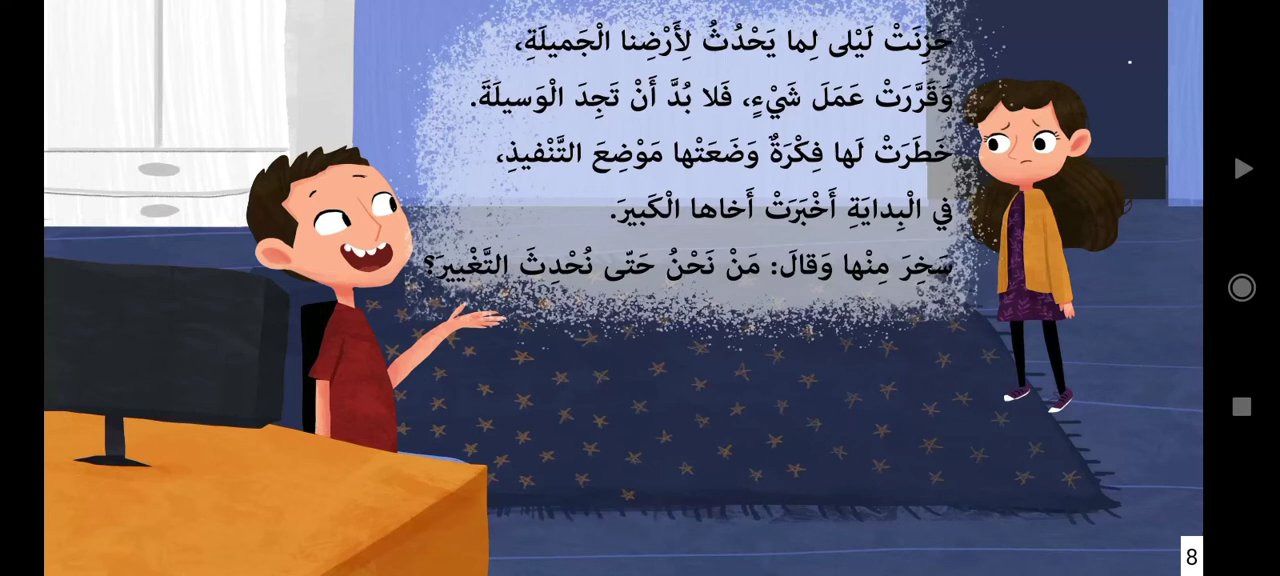 حَزِنَتْ لَيْلى لِما يَحْدُثُ لِأَرْضِنا الْجَميلَةِ،
وَقَرَّرَتْ عَمَلَ شَيْءٍ، فَلا بُدَّ أَنْ تَجِدَ الْوَسيلَةَ.
خَطَرَتْ لَها فِكْرَةٌ وَضَعَتْها مَوْضِعَ التَّنْفيذِ،
في الْبِدايَةِ أَخْبَرَتْ أَخاها الْكَبيرَ.
سَخِرَ مِنْها وَقالَ: مَنْ نَحْنُ حَتّى نُحْدِثَ التَّغْييرَ؟
8